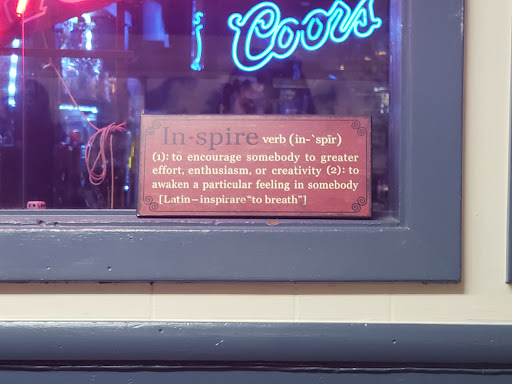 Coors
In·spire verb (in-`spīr)
(1): to encourage somebody to greater
effort, enthusiasm, or creativity (2): to
awaken a particular feeling in somebody
[Latin – inspirare "to breath"]